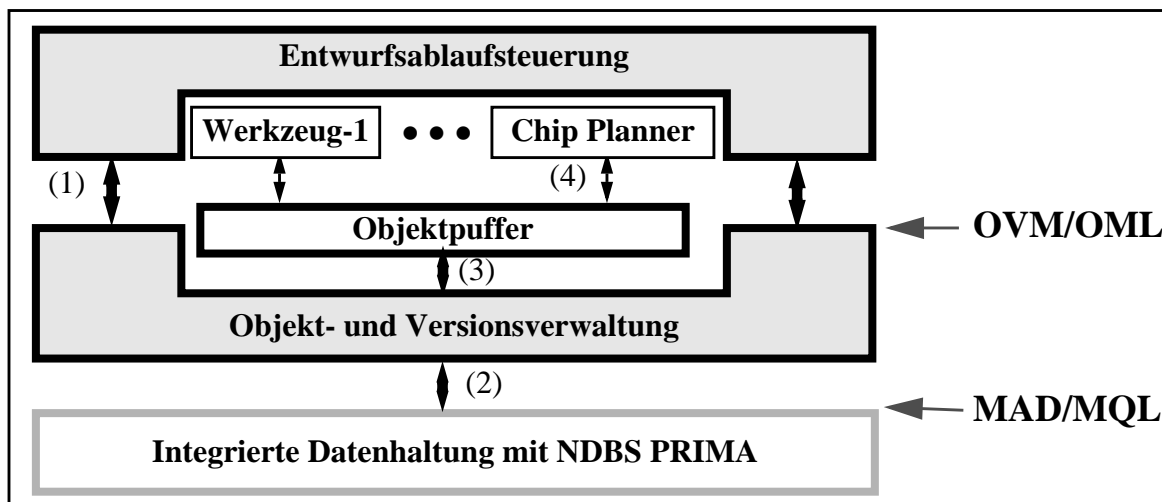 Entwurfsablaufsteuerung
Werkzeug-1 ••• Chip Planner
(1) (4)
Objektpuffer OVM/OML
(3)
Objekt- und Versionsverwaltung
(2)
MAD/MQL
Integrierte Datenhaltung mit NDBS PRIMA